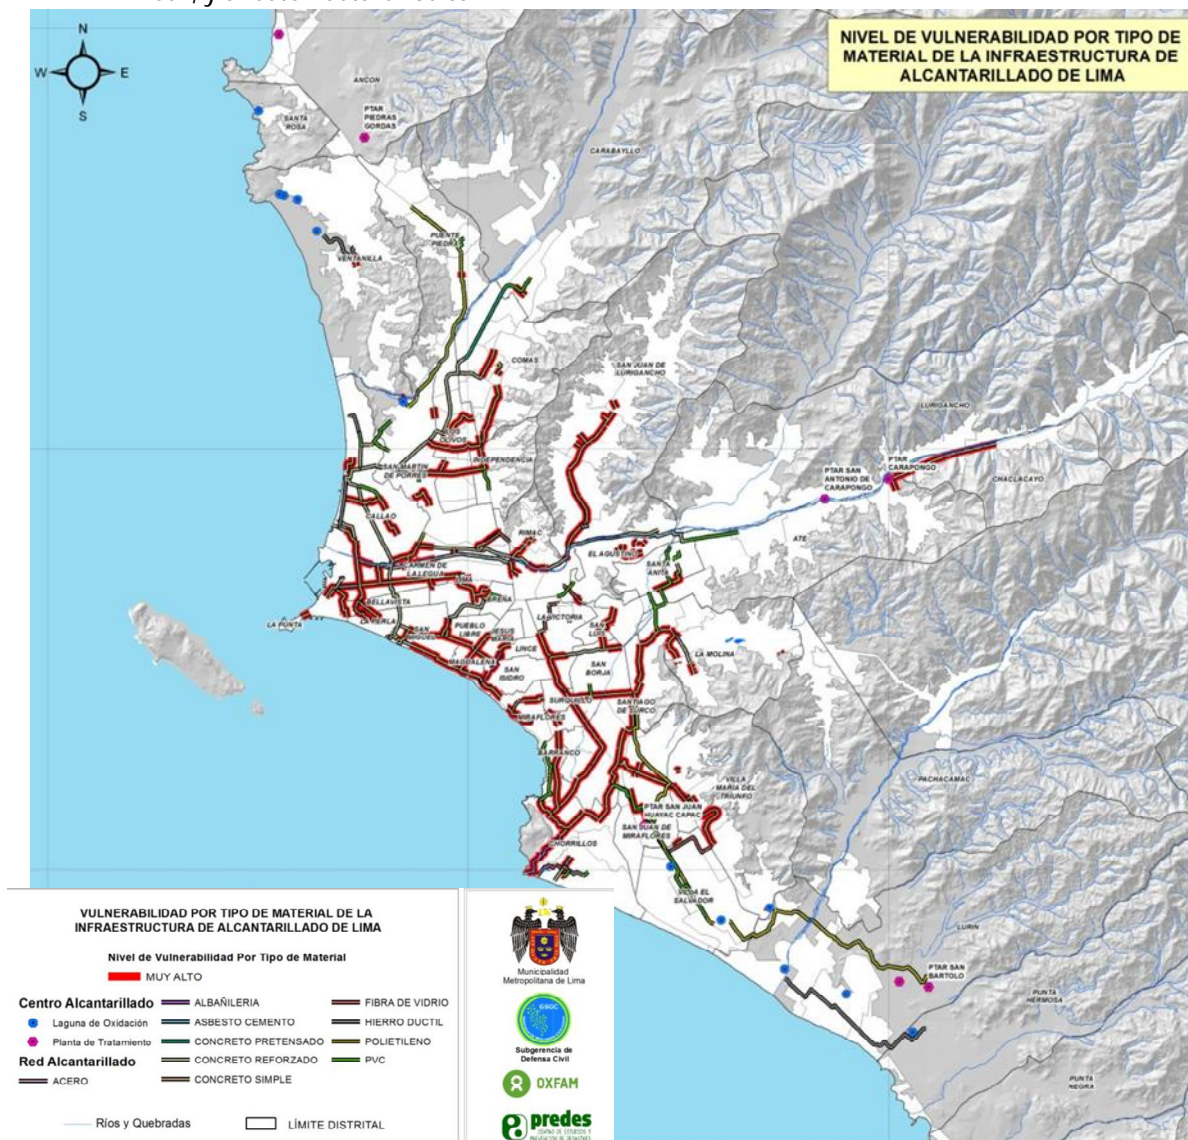 NIVEL DE VULNERABILIDAD POR TIPO DE
MATERIAL DE LA INFRAESTRUCTURA DE
ALCANTARILLADO DE LIMA
N
W
E
S
ANCON
SANTA
ROSA
PTAR
PIEDRAS
GORDAS
CARABAYLLO
PUENTE
PIEDRA
VENTANILLA
COMAS
SAN JUAN DE
LURIGANCHO
LURIGANCHO
LOS
OLIVOS
INDEPENDENCIA
SAN MARTIN
DE PORRES
PTAR SAN
ANTONIO DE
CARAPONGO
PTAR
CARAPONGO
CHACLACAYO
CALLAO
RIMAC
ATE
EL AGUSTINO
SANTA
ANITA
CARMEN DE
LA LEGUA
LIMA
BREÑA
BELLAVISTA
LA PERLA
LA PUNTA
SAN
MIGUEL
PUEBLO
LIBRE
JESUS
LA VICTORIA
SAN
LUIS
LINCE
LA MOLINA
MAGDALENA
SAN
ISIDRO
SAN
BORJA
SURQUILLO
SANTIAGO
DE SURCO
MIRAFLORES
BARRANCO
VILLA
MARIA DEL
TRIUNFO
PACHACAMAC
PTAR SAN JUAN
HUAYAC CAPAC
SAN JUAN DE
MIRAFLORES
CHORRILLOS
VILLA EL
SALVADOR
LURIN
PTAR SAN
BARTOLO
PUNTA
HERMOSA
PUNTA
NEGRA
VULNERABILIDAD POR TIPO DE MATERIAL DE LA
INFRAESTRUCTURA DE ALCANTARILLADO DE LIMA
Nivel de Vulnerabilidad Por Tipo de Material
MUY ALTO
Centro Alcantarillado
Laguna de Oxidación
Planta de Tratamiento
Red Alcantarillado
ACERO
ALBAÑILERIA
ASBESTO CEMENTO
CONCRETO PRETENSADO
CONCRETO REFORZADO
CONCRETO SIMPLE
FIBRA DE VIDRIO
HIERRO DUCTIL
POLIETILENO
PVC
Ríos y Quebradas
LÍMITE DISTRITAL
Municipalidad
Metropolitana de Lima
Subgerencia de
Defensa Civil
OXFAM
predes